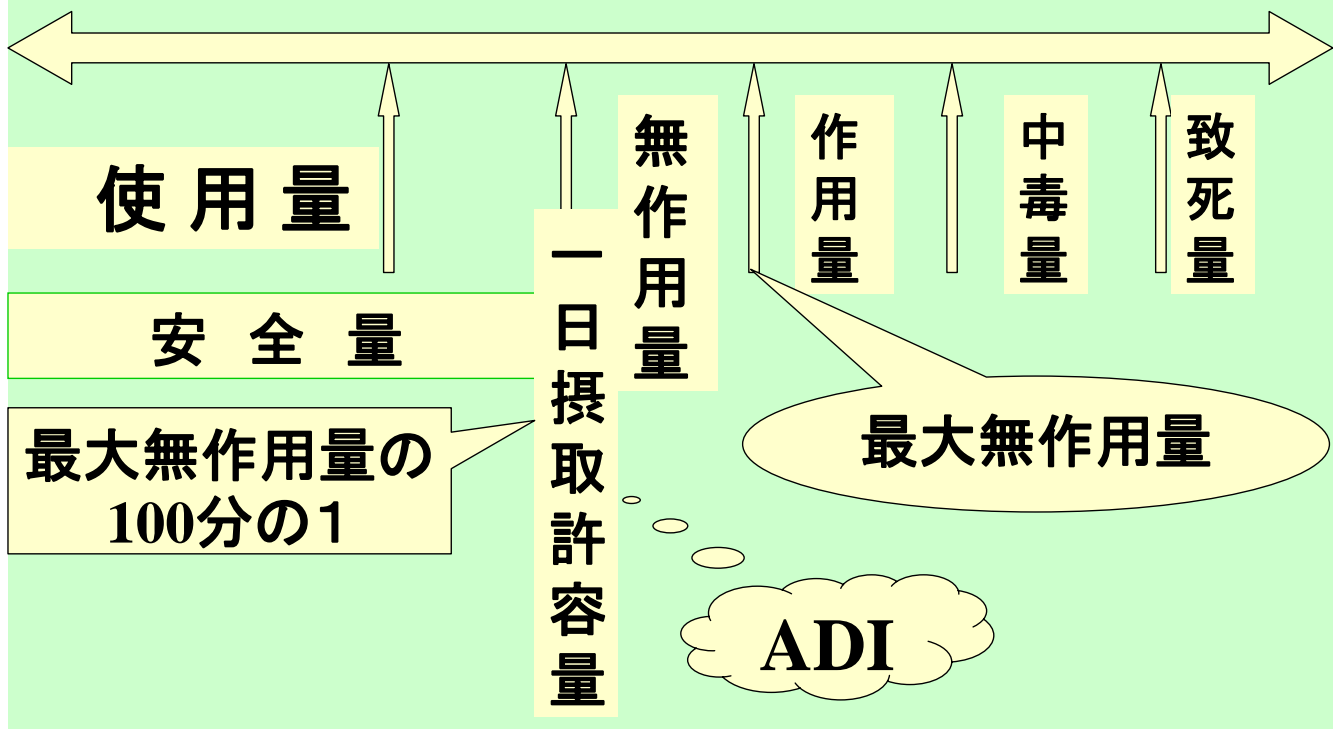 使用量
安全量
最大無作用量の
100分の１
一日摂取許容量
無作用量
作用量
中毒量
致死量
最大無作用量
ADI